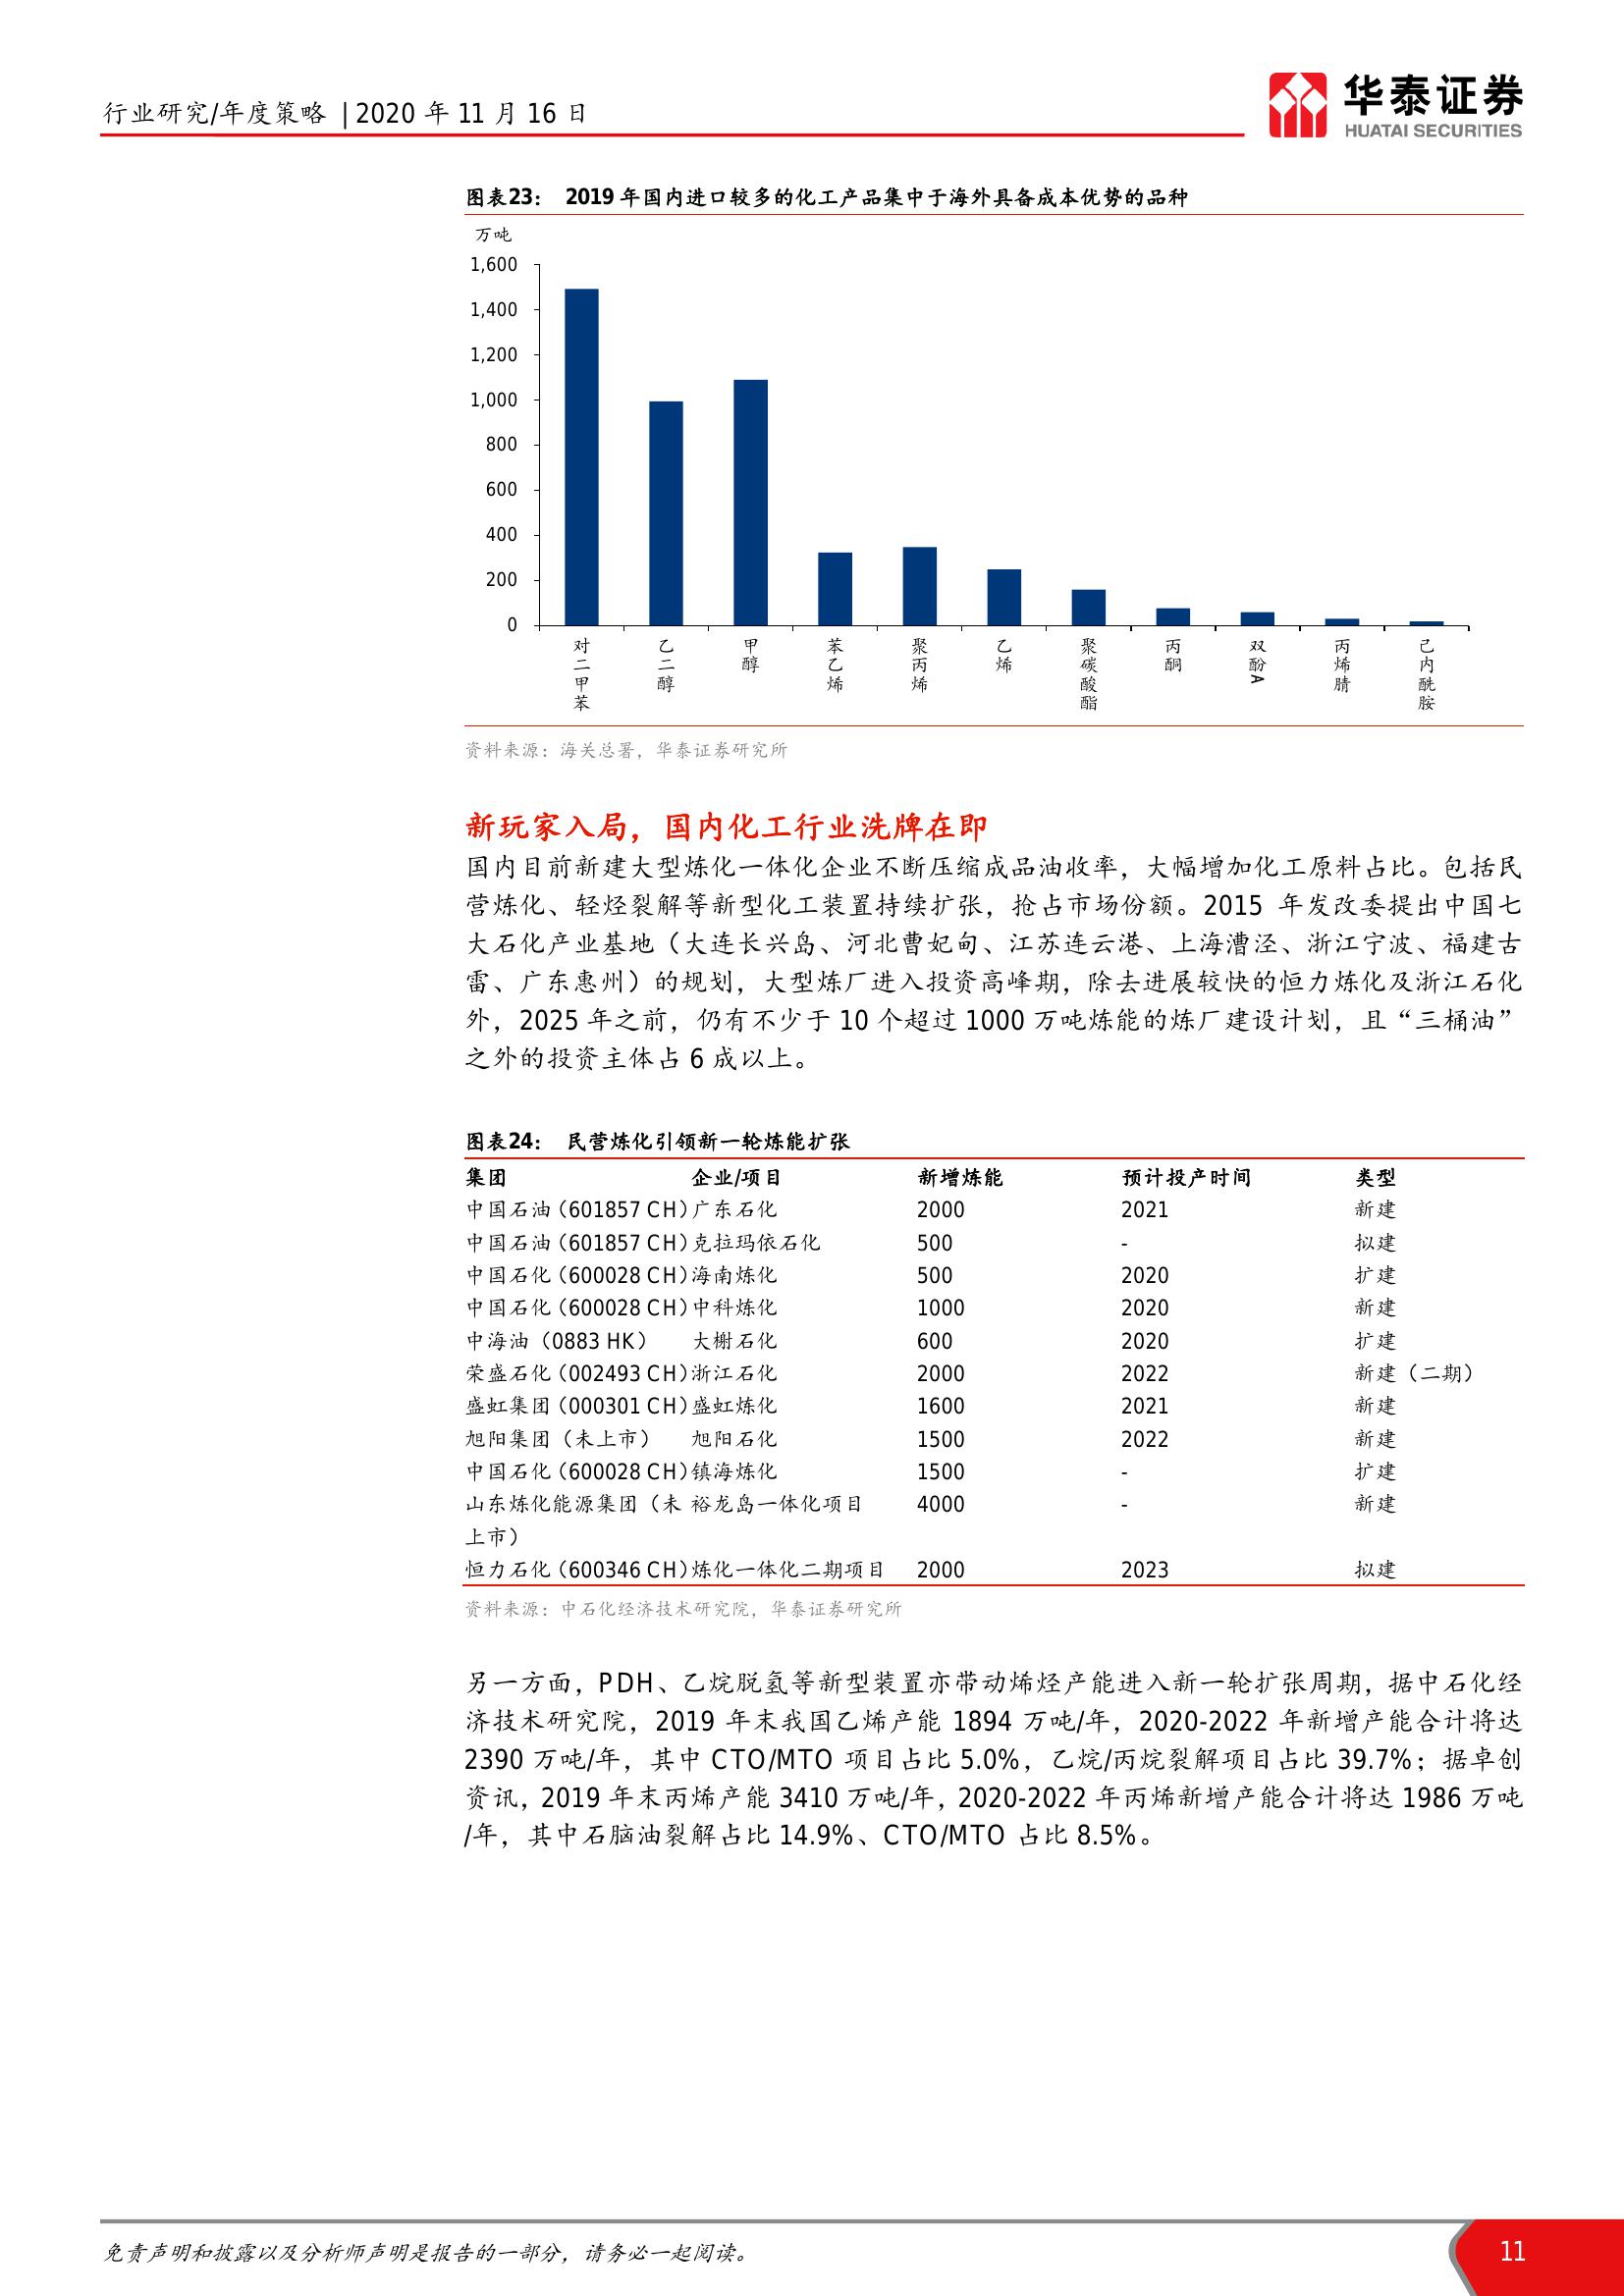 行业研究/年度策略 | 2020 年 11 月 16 日
华泰证券
HUATAI SECURITIES
图表23： 2019 年国内进口较多的化工产品集中于海外具备成本优势的品种
万吨
1,600
1,400
1,200
1,000
800
600
400
200
0
对二甲苯
乙二醇
甲醇
苯乙烯
聚丙烯
乙烯
聚碳酸酯
丙酮
双酚A
丙烯腈
己内酰胺
资料来源：海关总署，华泰证券研究所
新玩家入局，国内化工行业洗牌在即
国内目前新建大型炼化一体化企业不断压缩成品油收率，大幅增加化工原料占比。包括民
营炼化、轻烃裂解等新型化工装置持续扩张，抢占市场份额。2015 年发改委提出中国七
大石化产业基地（大连长兴岛、河北曹妃甸、江苏连云港、上海漕泾、浙江宁波、福建古
雷、广东惠州）的规划，大型炼厂进入投资高峰期，除去进展较快的恒力炼化及浙江石化
外，2025 年之前，仍有不少于 10 个超过 1000 万吨炼能的炼厂建设计划，且“三桶油”
之外的投资主体占 6 成以上。
图表24： 民营炼化引领新一轮炼能扩张
集团 企业/项目 新增炼能 预计投产时间 类型
中国石油（601857 CH）广东石化 2000 2021 新建
中国石油（601857 CH）克拉玛依石化 500 - 拟建
中国石化（600028 CH）海南炼化 500 2020 扩建
中国石化（600028 CH）中科炼化 1000 2020 新建
中海油（0883 HK） 大榭石化 600 2020 扩建
荣盛石化（002493 CH）浙江石化 2000 2022 新建（二期）
盛虹集团（000301 CH）盛虹炼化 1600 2021 新建
旭阳集团（未上市） 旭阳石化 1500 2022 新建
中国石化（600028 CH）镇海炼化 1500 - 扩建
山东炼化能源集团（未 裕龙岛一体化项目 4000 - 新建
上市）
恒力石化（600346 CH）炼化一体化二期项目 2000 2023 拟建
资料来源：中石化经济技术研究院，华泰证券研究所
另一方面，PDH、乙烷脱氢等新型装置亦带动烯烃产能进入新一轮扩张周期，据中石化经
济技术研究院，2019 年末我国乙烯产能 1894 万吨/年，2020-2022 年新增产能合计将达
2390 万吨/年，其中 CTO/MTO 项目占比 5.0%，乙烷/丙烷裂解项目占比 39.7%；据卓创
资讯，2019 年末丙烯产能 3410 万吨/年，2020-2022 年丙烯新增产能合计将达 1986 万吨
/年，其中石脑油裂解占比 14.9%、CTO/MTO 占比 8.5%。
免责声明和披露以及分析师声明是报告的一部分，请务必一起阅读。
11